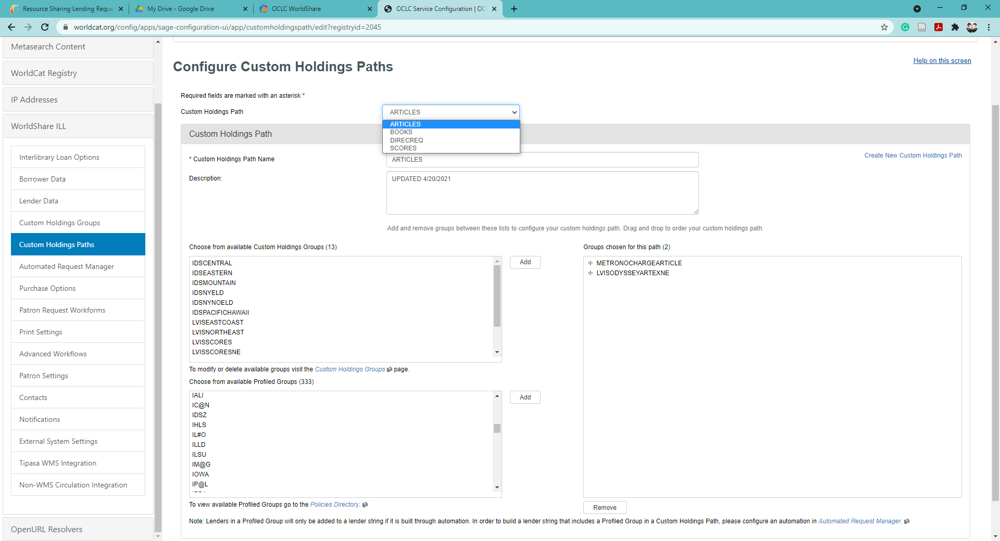 Resource Sharing Lending Reque
My Drive - Google Drive
OCLC WorldShare
OCLC Service Configuration | OC
worldcat.org/config/apps/sage-configuration-ui/app/customholdingspath/edit?registryid=2045
Metasearch Content
WorldCat Registry
IP Addresses
WorldShare ILL
Interlibrary Loan Options
Borrower Data
Lender Data
Custom Holdings Groups
Custom Holdings Paths
Automated Request Manager
Purchase Options
Patron Request Workforms
Print Settings
Advanced Workflows
Patron Settings
Contacts
Notifications
External System Settings
Tipasa WMS Integration
Non-WMS Circulation Integration
OpenURL Resolvers
Configure Custom Holdings Paths
Help on this screen
Required fields are marked with an asterisk *
Custom Holdings Path
ARTICLES
ARTICLES
BOOKS
DIRECREQ
SCORES
Custom Holdings Path
* Custom Holdings Path Name
ARTICLES
Create New Custom Holdings Path
Description:
UPDATED 4/20/2021
Add and remove groups between these lists to configure your custom holdings path. Drag and drop to order your custom holdings path.
Choose from available Custom Holdings Groups (13)
IDSCENTRAL
IDSEASTERN
IDSMOUNTAIN
IDSNYELD
IDSNYNOELD
IDSPACIFICHAWAII
LVISEASTCOAST
LVISNORTHEAST
LVISSCORES
LVISSCORESNE
Add
Groups chosen for this path (2)
METRONOCHARGEARTICLE
LVISODYSSEYARTEXNE
To modify or delete available groups visit the Custom Holdings Groups page.
Choose from available Profiled Groups (333)
IALI
IC@N
IDSZ
IHLS
IL#O
ILLD
ILSU
IM@G
IOWA
IP@L
Add
To view available Profiled Groups go to the Policies Directory.
Remove
Note: Lenders in a Profiled Group will only be added to a lender string if it is built through automation. In order to build a lender string that includes a Profiled Group in a Custom Holdings Path, please configure an automation in Automated Request Manager.